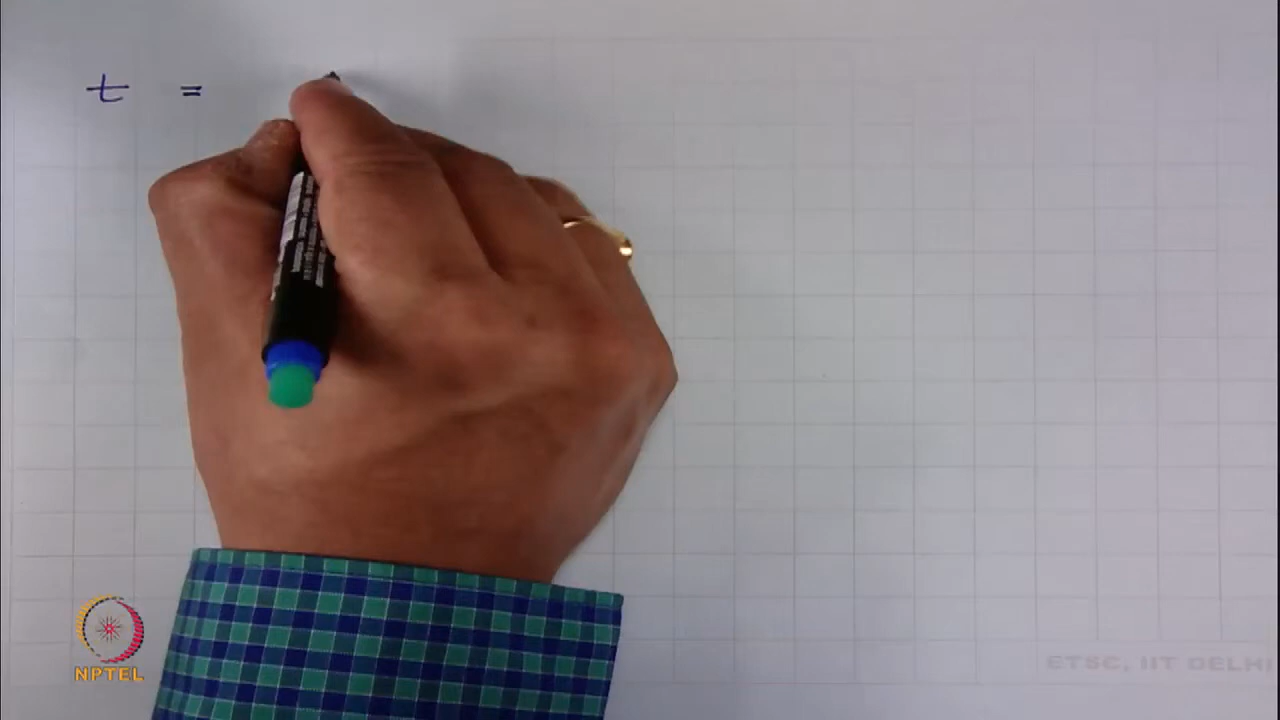 t =
NPTEL
ETSC, IIT DELHI